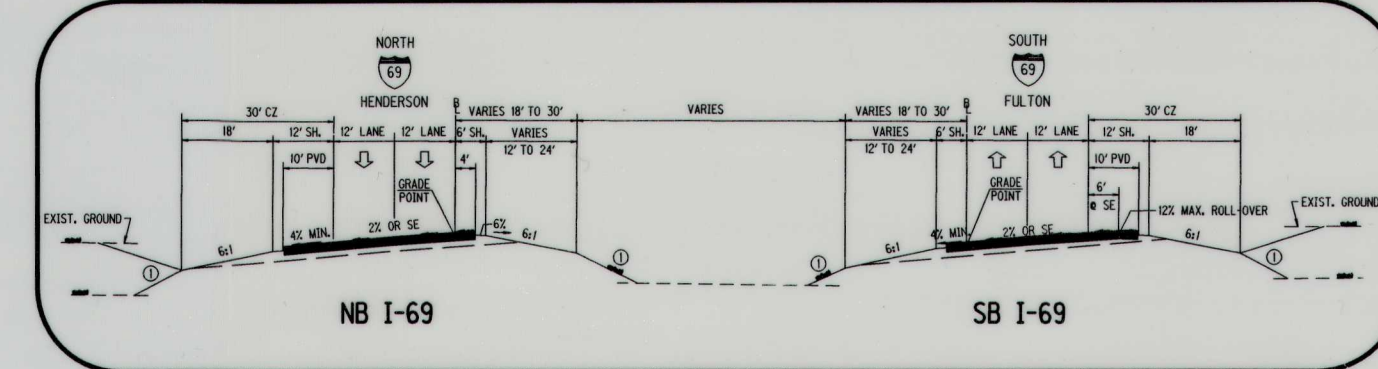 NORTH
69
HENDERSON
30' CZ
VARIES 18' TO 30'
18'
12' SH.
12' LANE
12' LANE
6' SH.
VARIES
12' TO 24'
10' PVD
4'
GRADE
POINT
EXIST. GROUND
4% MIN.
2% OR SE
6%
6:1
6:1
1
1
NB I-69
VARIES
SOUTH
69
FULTON
VARIES 18' TO 30'
30' CZ
VARIES
12' TO 24'
6' SH.
12' LANE
12' LANE
12' SH.
18'
10' PVD
6'
@ SE
GRADE
POINT
12% MAX. ROLL-OVER
EXIST. GROUND
4% MIN
2% OR SE
6:1
6:1
1
1
SB I-69